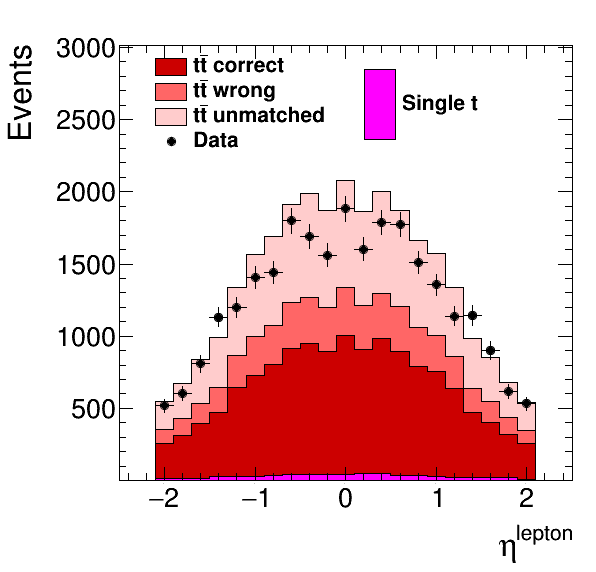 Events
3000
2500
2000
1500
1000
500
tt̅ correct
tt̅ wrong
tt̅ unmatched
Data
Single t
−2 −1 0 1 2
η^lepton